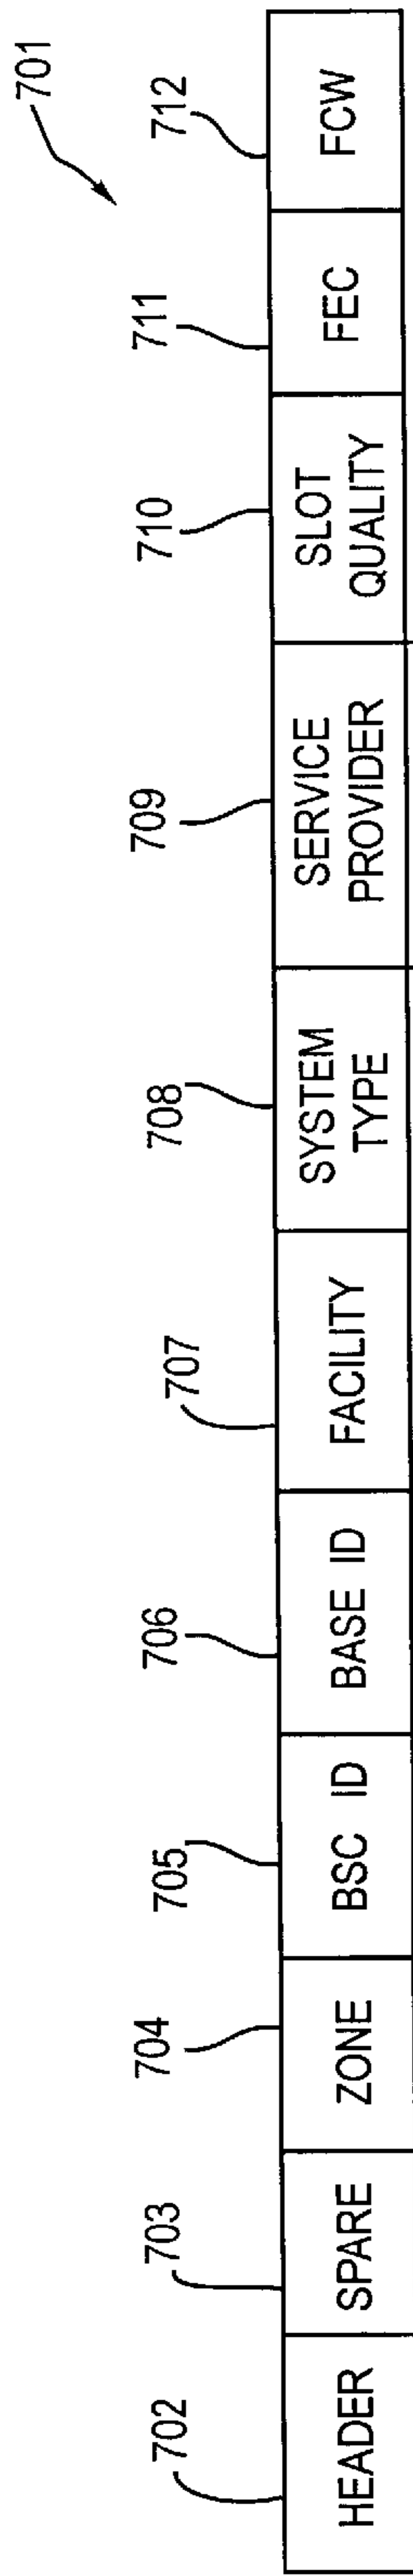 701
702
703
704
705
706
707
708
709
710
711
712
HEADER
SPARE
ZONE
BSC ID
BASE ID
FACILITY
SYSTEM
TYPE
SERVICE
PROVIDER
SLOT
QUALITY
FEC
FCW